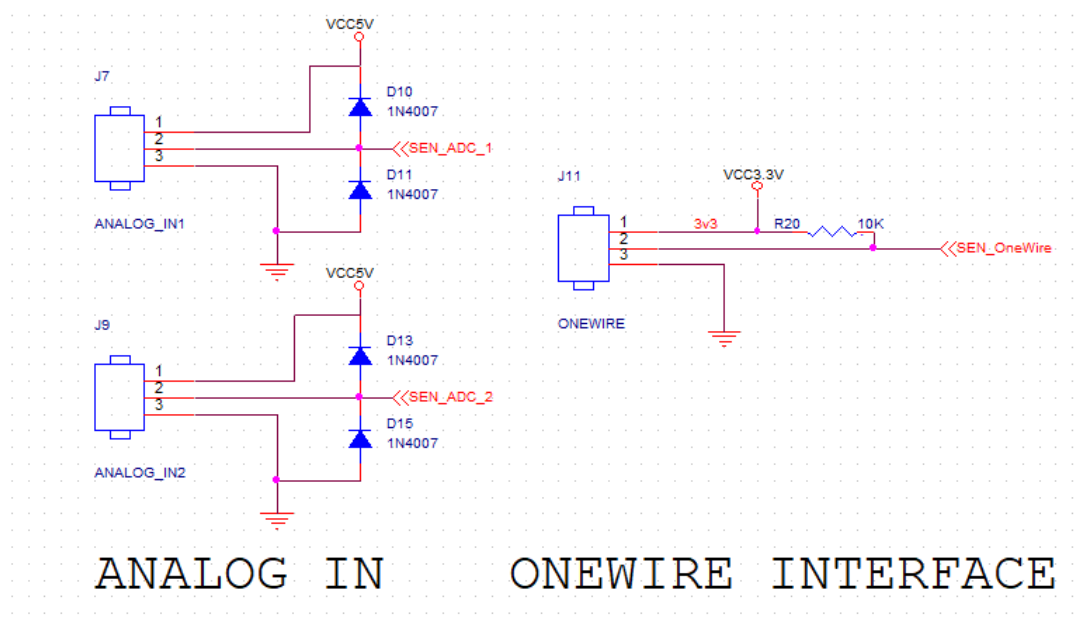 VCC5V
J7
D10
1N4007
1
2
3
SEN_ADC_1
D11
1N4007
ANALOG_IN1
VCC5V
J9
D13
1N4007
1
2
3
SEN_ADC_2
D15
1N4007
ANALOG_IN2
J11
VCC3.3V
1
2
3
3v3
R20
10K
SEN_OneWire
ONEWIRE
ANALOG IN
ONEWIRE INTERFACE